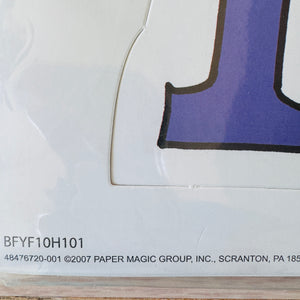 BFYF10H101
48476720-001 ©2007 PAPER MAGIC GROUP, INC., SCRANTON, PA